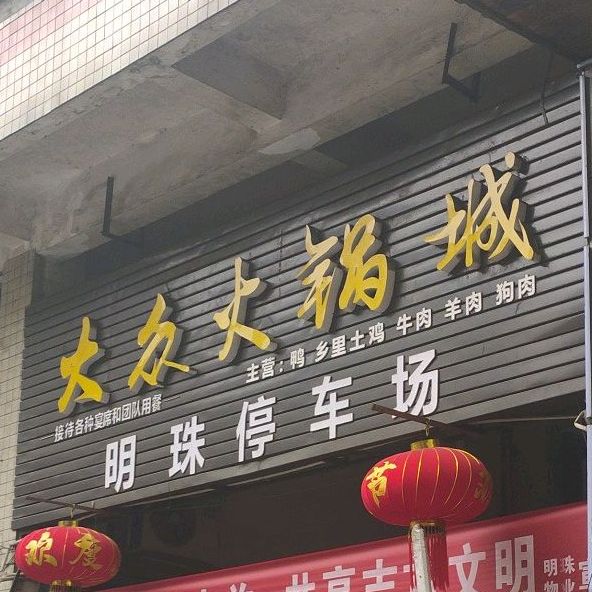 大众火锅城
主营：鸭 乡里土鸡 牛肉 羊肉 狗肉
接待各种宴席和团队用餐
明珠停车场
欢度
节
文明
明珠
物业